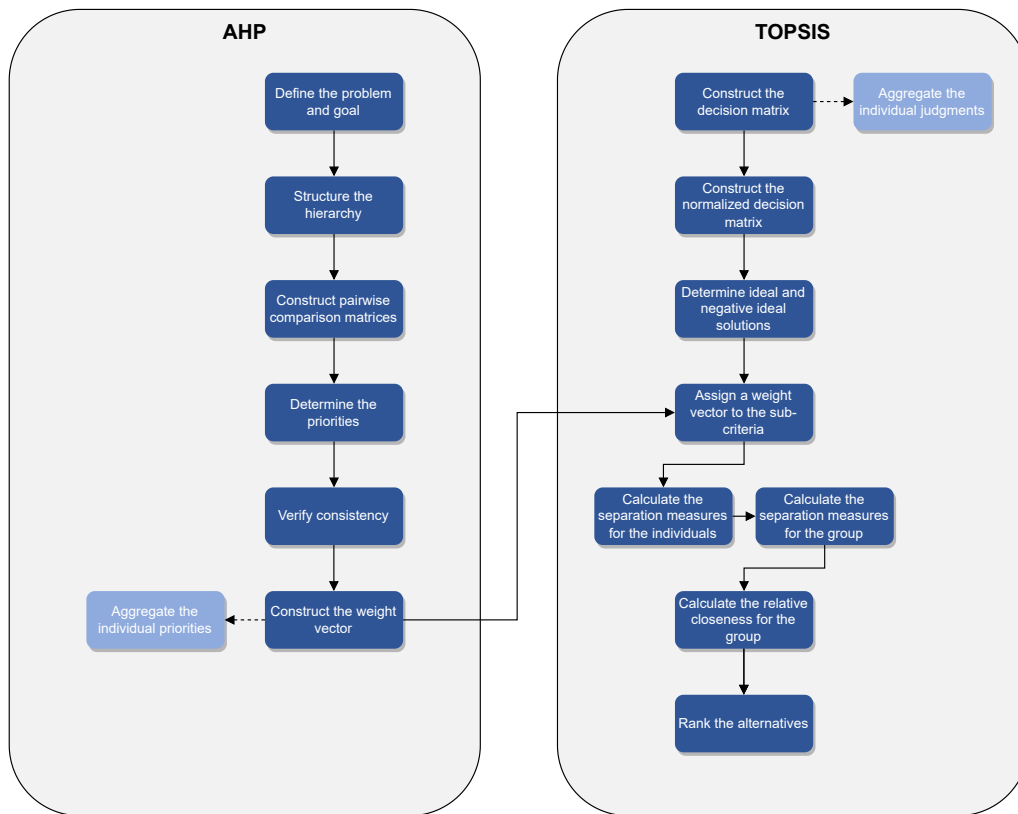 AHP
Define the problem
and goal
Structure the
hierarchy
Construct pairwise
comparison matrices
Determine the
priorities
Verify consistency
Aggregate the
individual priorities
Construct the weight
vector
TOPSIS
Construct the
decision matrix
Aggregate the
individual judgments
Construct the
normalized decision
matrix
Determine ideal and
negative ideal
solutions
Assign a weight
vector to the sub-
criteria
Calculate the
separation measures
for the individuals
Calculate the
separation measures
for the group
Calculate the relative
closeness for the
group
Rank the alternatives